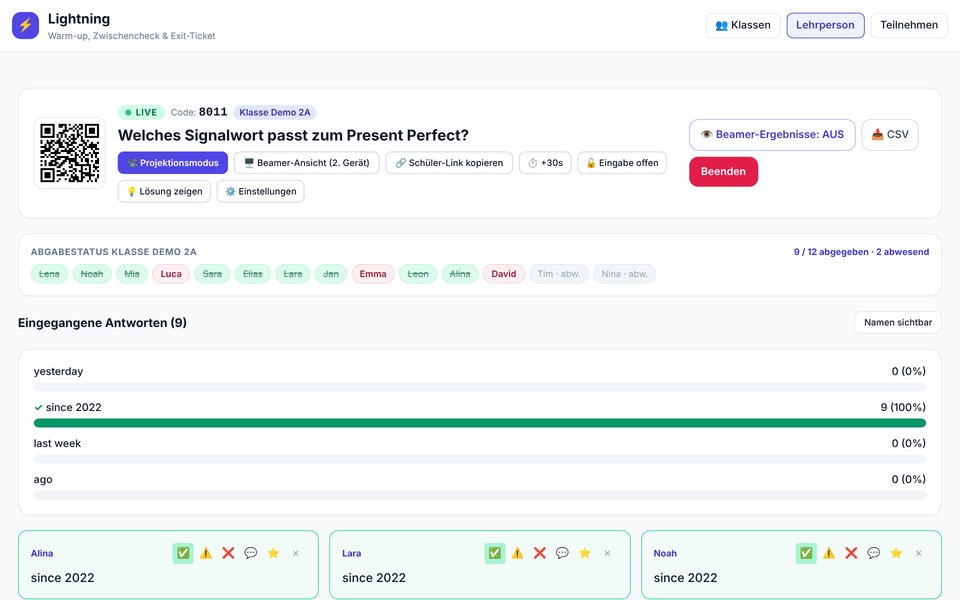 Lightning
Warm-up, Zwischencheck & Exit-Ticket
👥 Klassen
Lehrperson
Teilnehmen
LIVE
Code: 8011
Klasse Demo 2A
Welches Signalwort passt zum Present Perfect?
📽️ Projektionsmodus
🖥️ Beamer-Ansicht (2. Gerät)
🔗 Schüler-Link kopieren
⏱️ +30s
🔓 Eingabe offen
💡 Lösung zeigen
⚙️ Einstellungen
👁️ Beamer-Ergebnisse: AUS
📥 CSV
Beenden
ABGABESTATUS KLASSE DEMO 2A
9 / 12 abgegeben · 2 abwesend
Lena
Noah
Mia
Luca
Sara
Elias
Lara
Jan
Emma
Leon
Alina
David
Tim · abw.
Nina · abw.
Eingegangene Antworten (9)
Namen sichtbar
yesterday 0 (0%)
✓ since 2022 9 (100%)
last week 0 (0%)
ago 0 (0%)
Alina ✅ ⚠️ ❌ 💬 ⭐ ×
since 2022
Lara ✅ ⚠️ ❌ 💬 ⭐ ×
since 2022
Noah ✅ ⚠️ ❌ 💬 ⭐ ×
since 2022